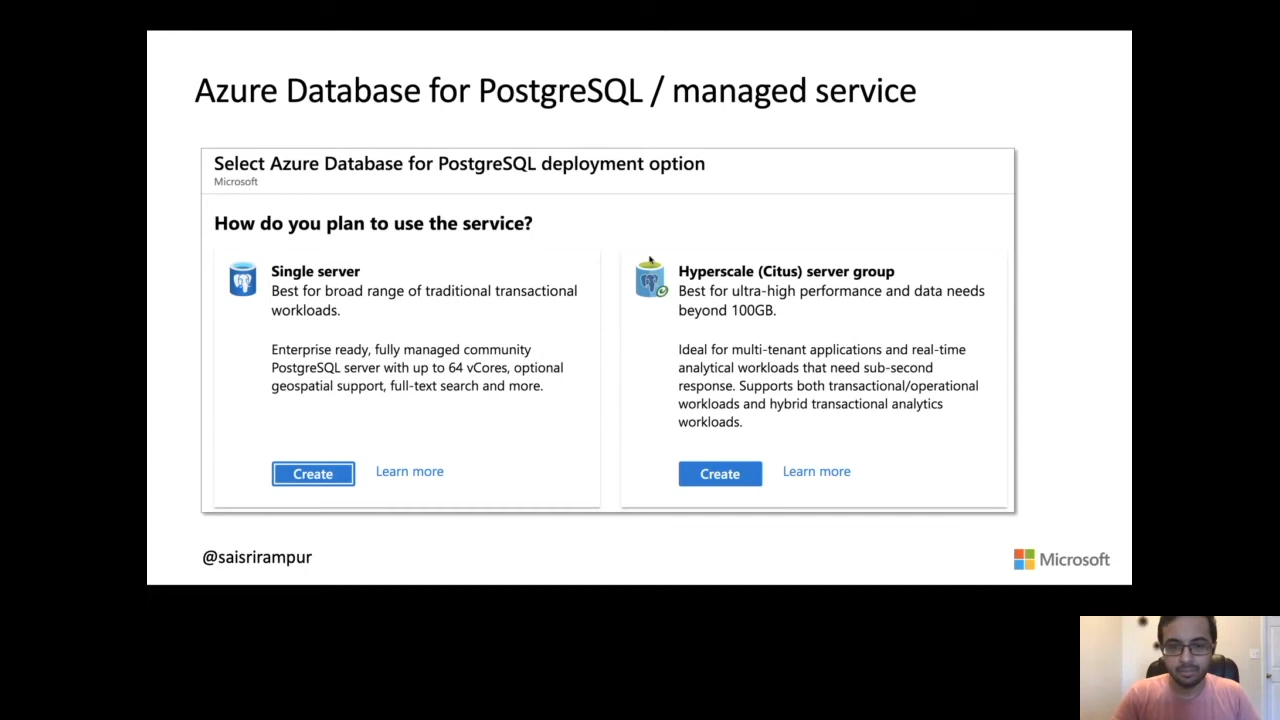 Azure Database for PostgreSQL / managed service
Select Azure Database for PostgreSQL deployment option
Microsoft
How do you plan to use the service?
Single server
Best for broad range of traditional transactional
workloads.
Enterprise ready, fully managed community
PostgreSQL server with up to 64 vCores, optional
geospatial support, full-text search and more.
Create
Learn more
Hyperscale (Citus) server group
Best for ultra-high performance and data needs
beyond 100GB.
Ideal for multi-tenant applications and real-time
analytical workloads that need sub-second
response. Supports both transactional/operational
workloads and hybrid transactional analytics
workloads.
Create
Learn more
@saisrirampur
Microsoft